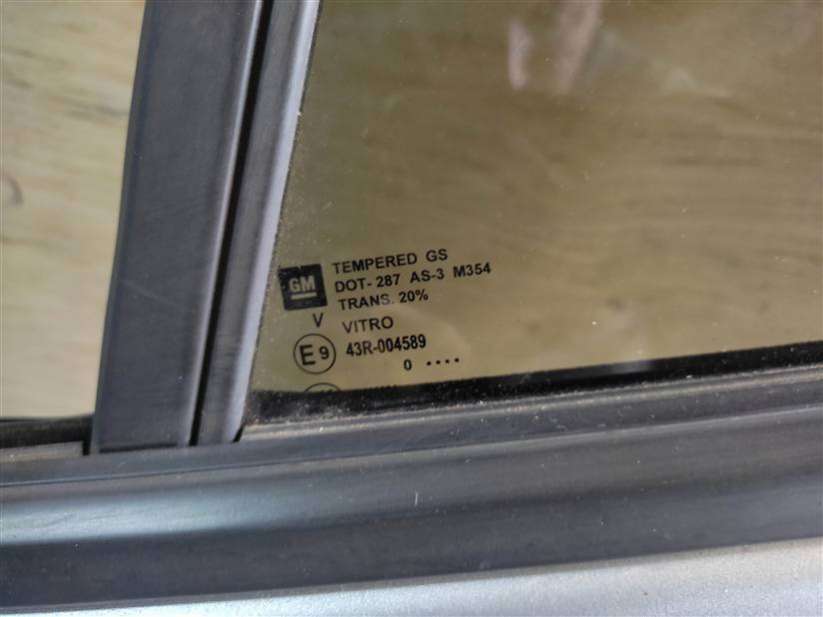 GM
TEMPERED GS
DOT-287 AS-3 M354
TRANS. 20%
V VITRO
E9 43R-004589
0 ••••